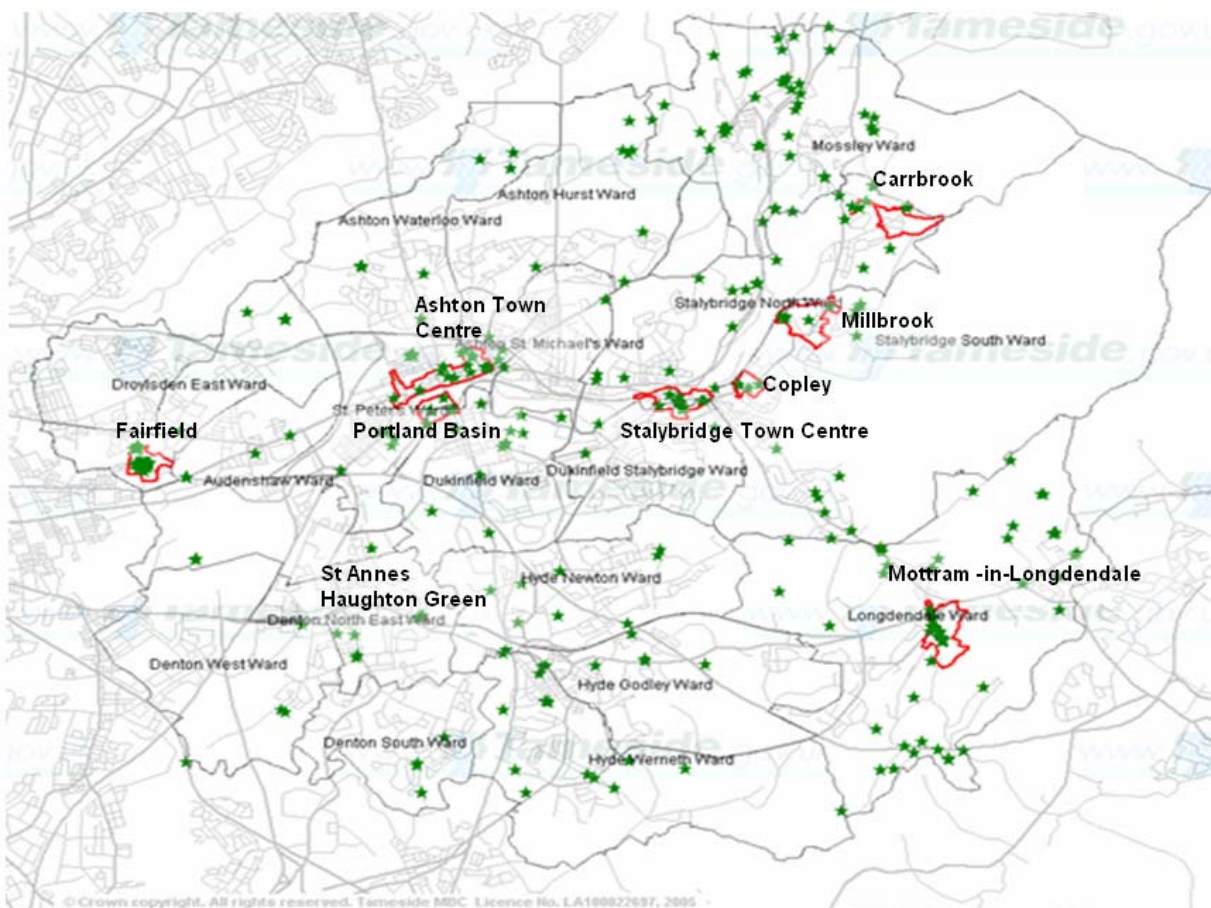 Tameside.gov.u
Mossley Ward
Carrbrook
Ashton Hurst Ward
Ashton Waterloo Ward
Ashton Town
Centre
Stalybridge North Ward
Millbrook
Stalybridge South Ward
Ashton St. Michael's Ward
Droylsden East Ward
Copley
St. Peter's Ward
Fairfield
Portland Basin
Stalybridge Town Centre
Audenshaw Ward
Dukinfield Ward
Dukinfield Stalybridge Ward
St Annes
Haughton Green
Hyde Newton Ward
Mottram -in-Longdendale
Denton North East Ward
Longdendale Ward
Denton West Ward
Hyde Godley Ward
Denton South Ward
Hyde Werneth Ward
© Crown copyright. All rights reserved. Tameside MBC Licence No. LA100022697, 2005 -